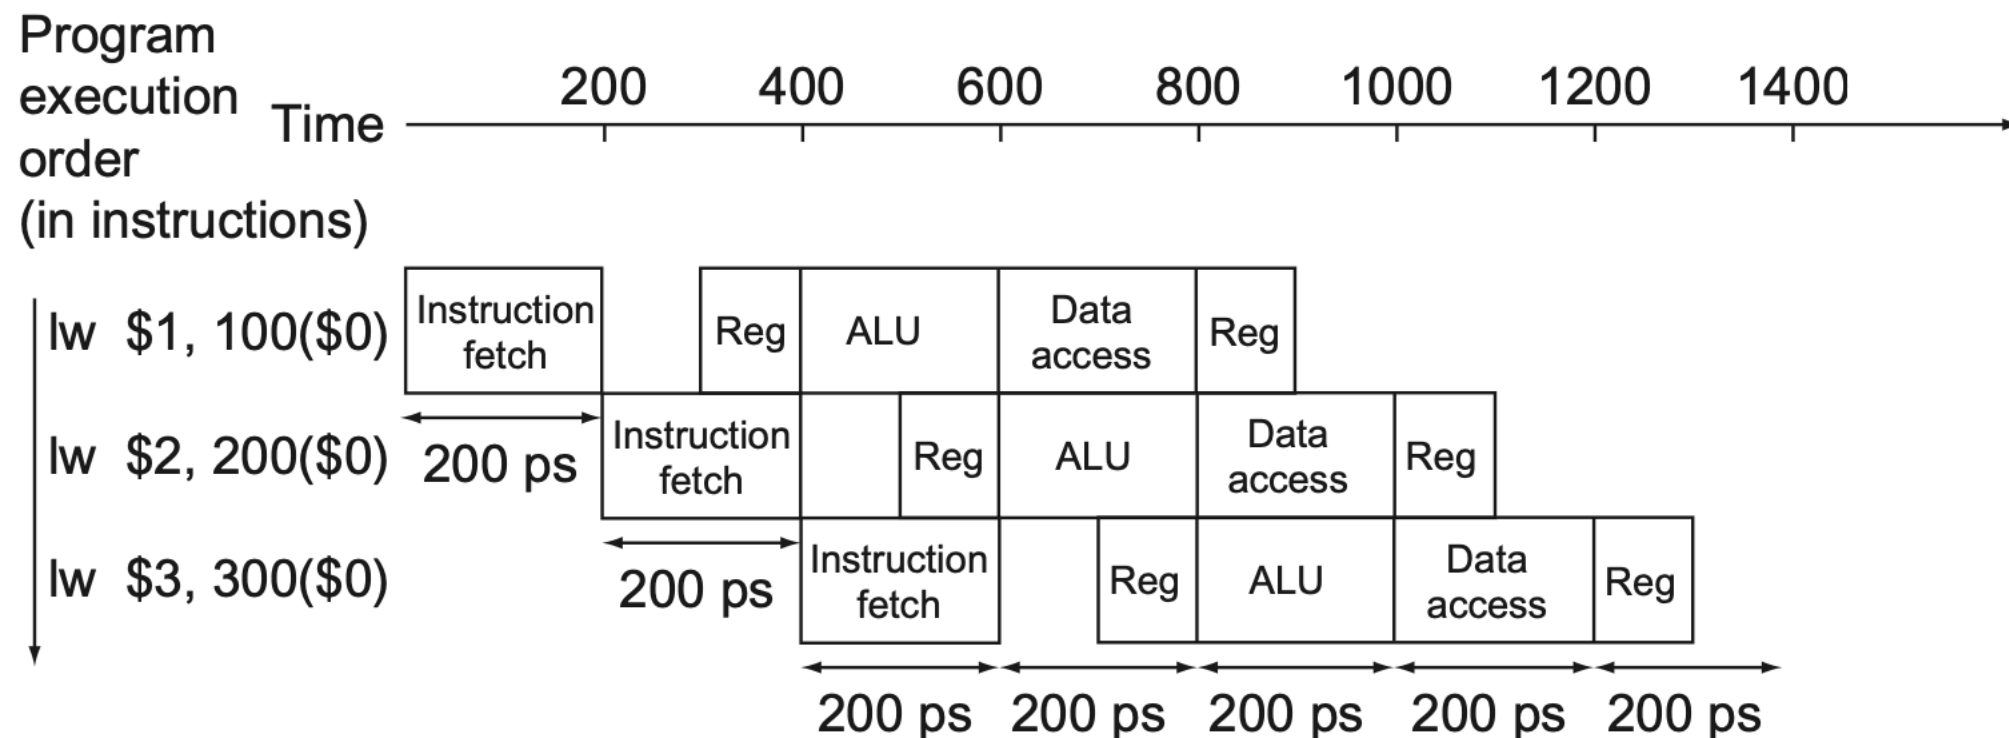 Program
execution
order
(in instructions)
Time
200 400 600 800 1000 1200 1400
lw $1, 100($0)
Instruction
fetch
Reg
ALU
Data
access
Reg
lw $2, 200($0)
200 ps
Instruction
fetch
Reg
ALU
Data
access
Reg
lw $3, 300($0)
200 ps
Instruction
fetch
Reg
ALU
Data
access
Reg
200 ps 200 ps 200 ps 200 ps 200 ps